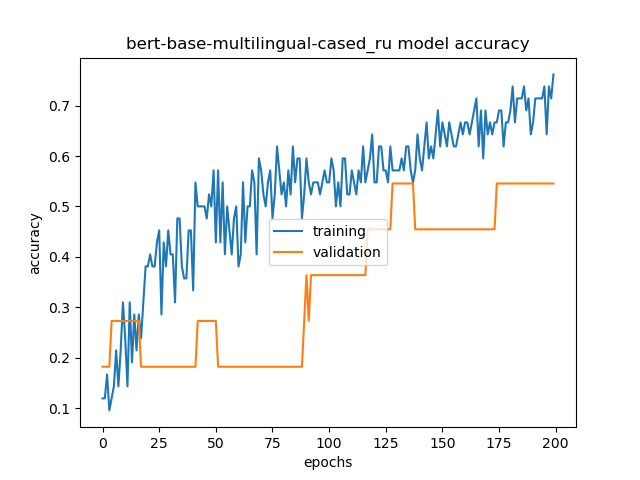 bert-base-multilingual-cased_ru model accuracy
accuracy
0.7
0.6
0.5
0.4
0.3
0.2
0.1
training
validation
0 25 50 75 100 125 150 175 200
epochs